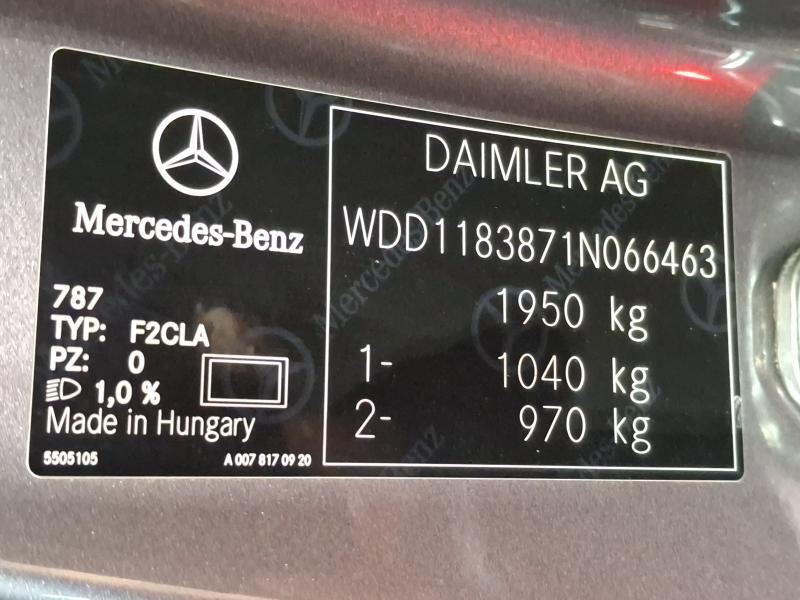 Mercedes-Benz
787
TYP: F2CLA
PZ: 0
1,0 %
Made in Hungary
5505105 A 007 817 09 20
DAIMLER AG
WDD1183871N066463
1950 kg
1- 1040 kg
2- 970 kg